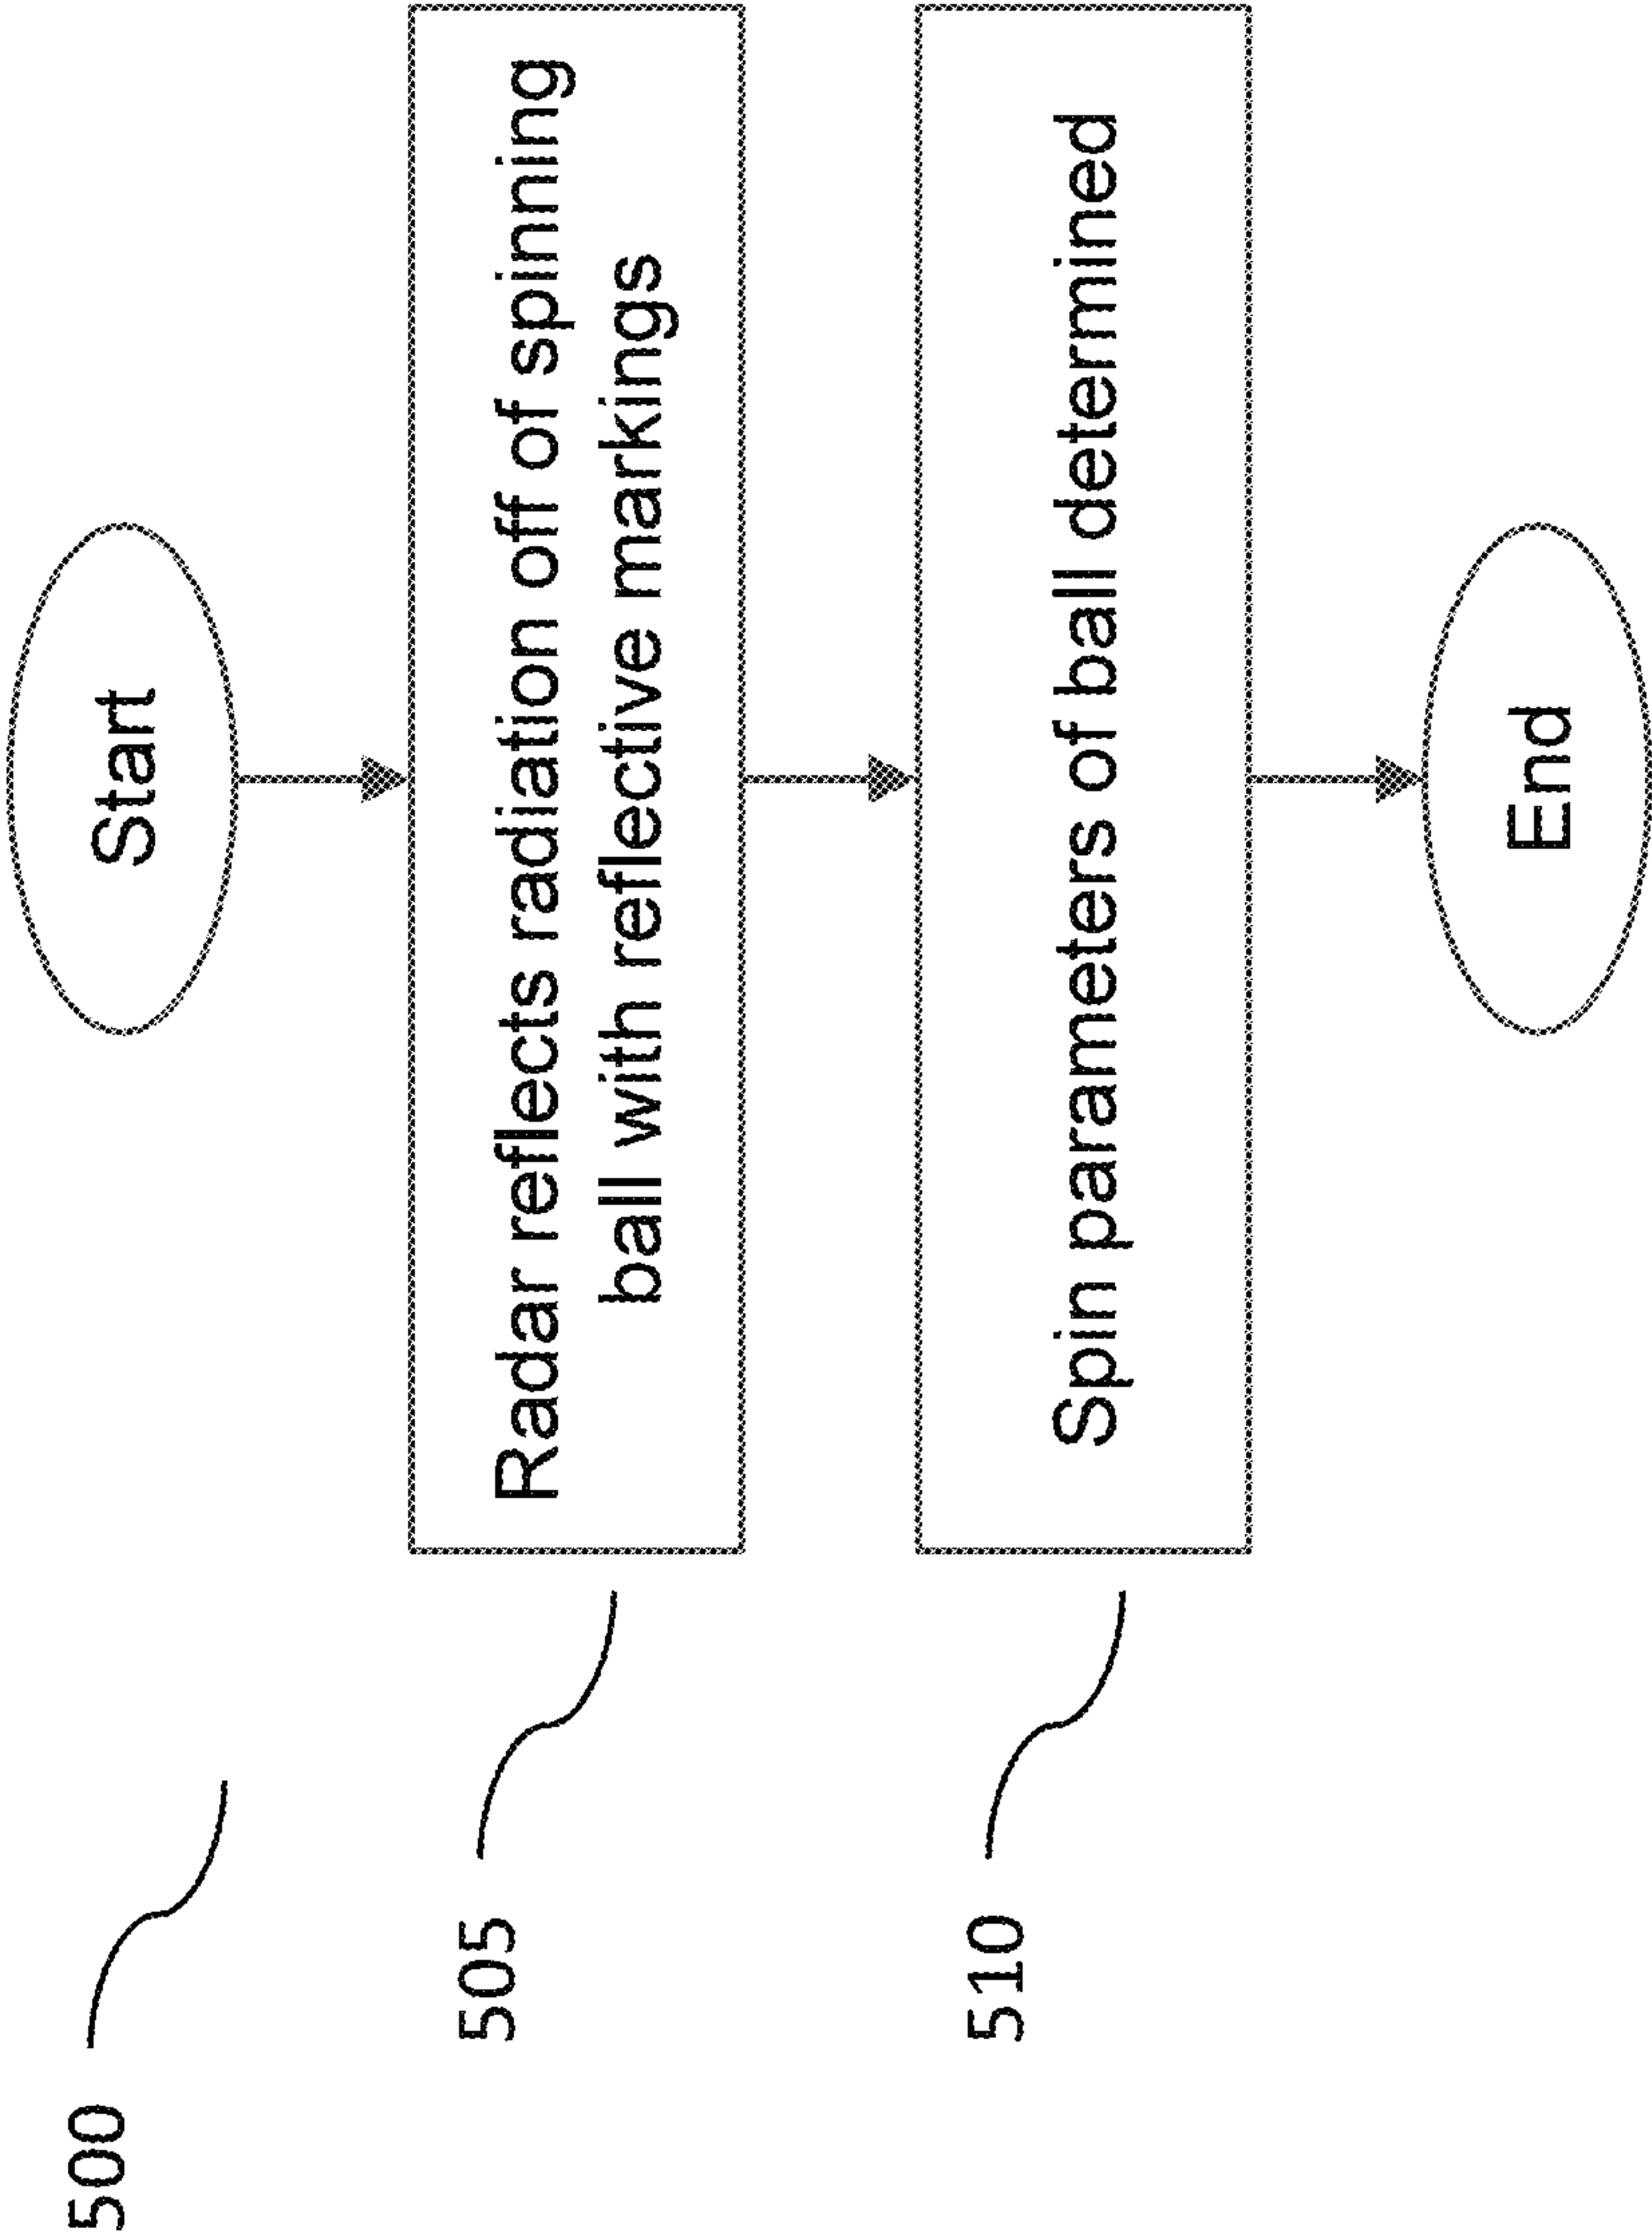 500
Start
505
Radar reflects radiation off of spinning
ball with reflective markings
510
Spin parameters of ball determined
End